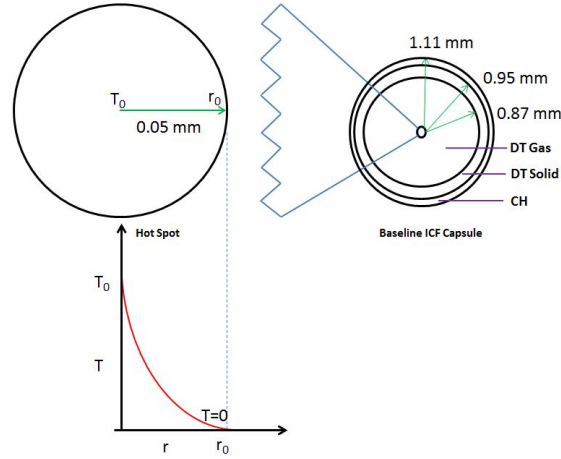 T₀
r₀
0.05 mm
Hot Spot
1.11 mm
0.95 mm
0.87 mm
DT Gas
DT Solid
CH
Baseline ICF Capsule
T₀
T
T=0
r
r₀